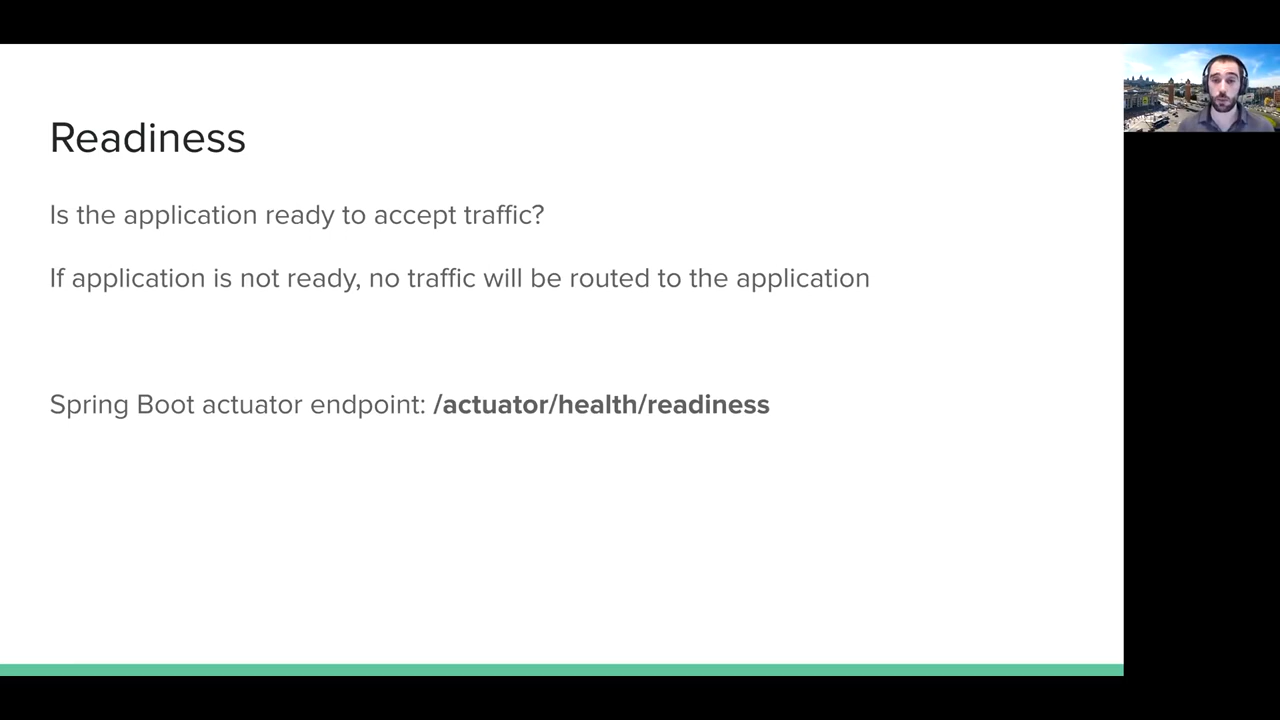 Readiness
Is the application ready to accept traffic?
If application is not ready, no traffic will be routed to the application
Spring Boot actuator endpoint: /actuator/health/readiness